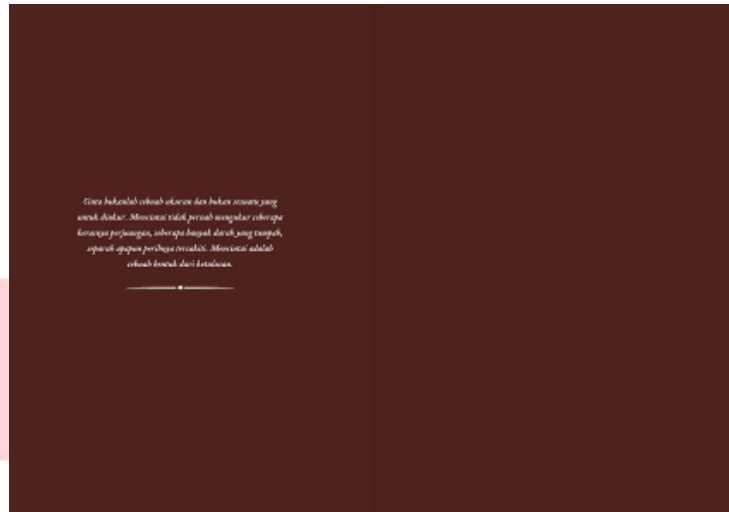 Cinta bukanlah sebuah ukuran dan bukan sesuatu yang
untuk diukur. Mencintai tidak pernah mengukur seberapa
kerasnya perjuangan, seberapa banyak darah yang tumpah,
separah apapun perihnya tersakiti. Mencintai adalah
sebuah bentuk dari ketulusan.